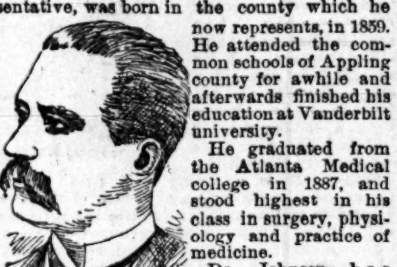 sentative, was born in the county which he
now represents, in 1859.
He attended the com-
mon schools of Appling
county for awhile and
afterwards finished his
education at Vanderbilt
university.
He graduated from
the Atlanta Medical
college in 1887, and
stood highest in his
class in surgery, physi-
ology and practice of
medicine.